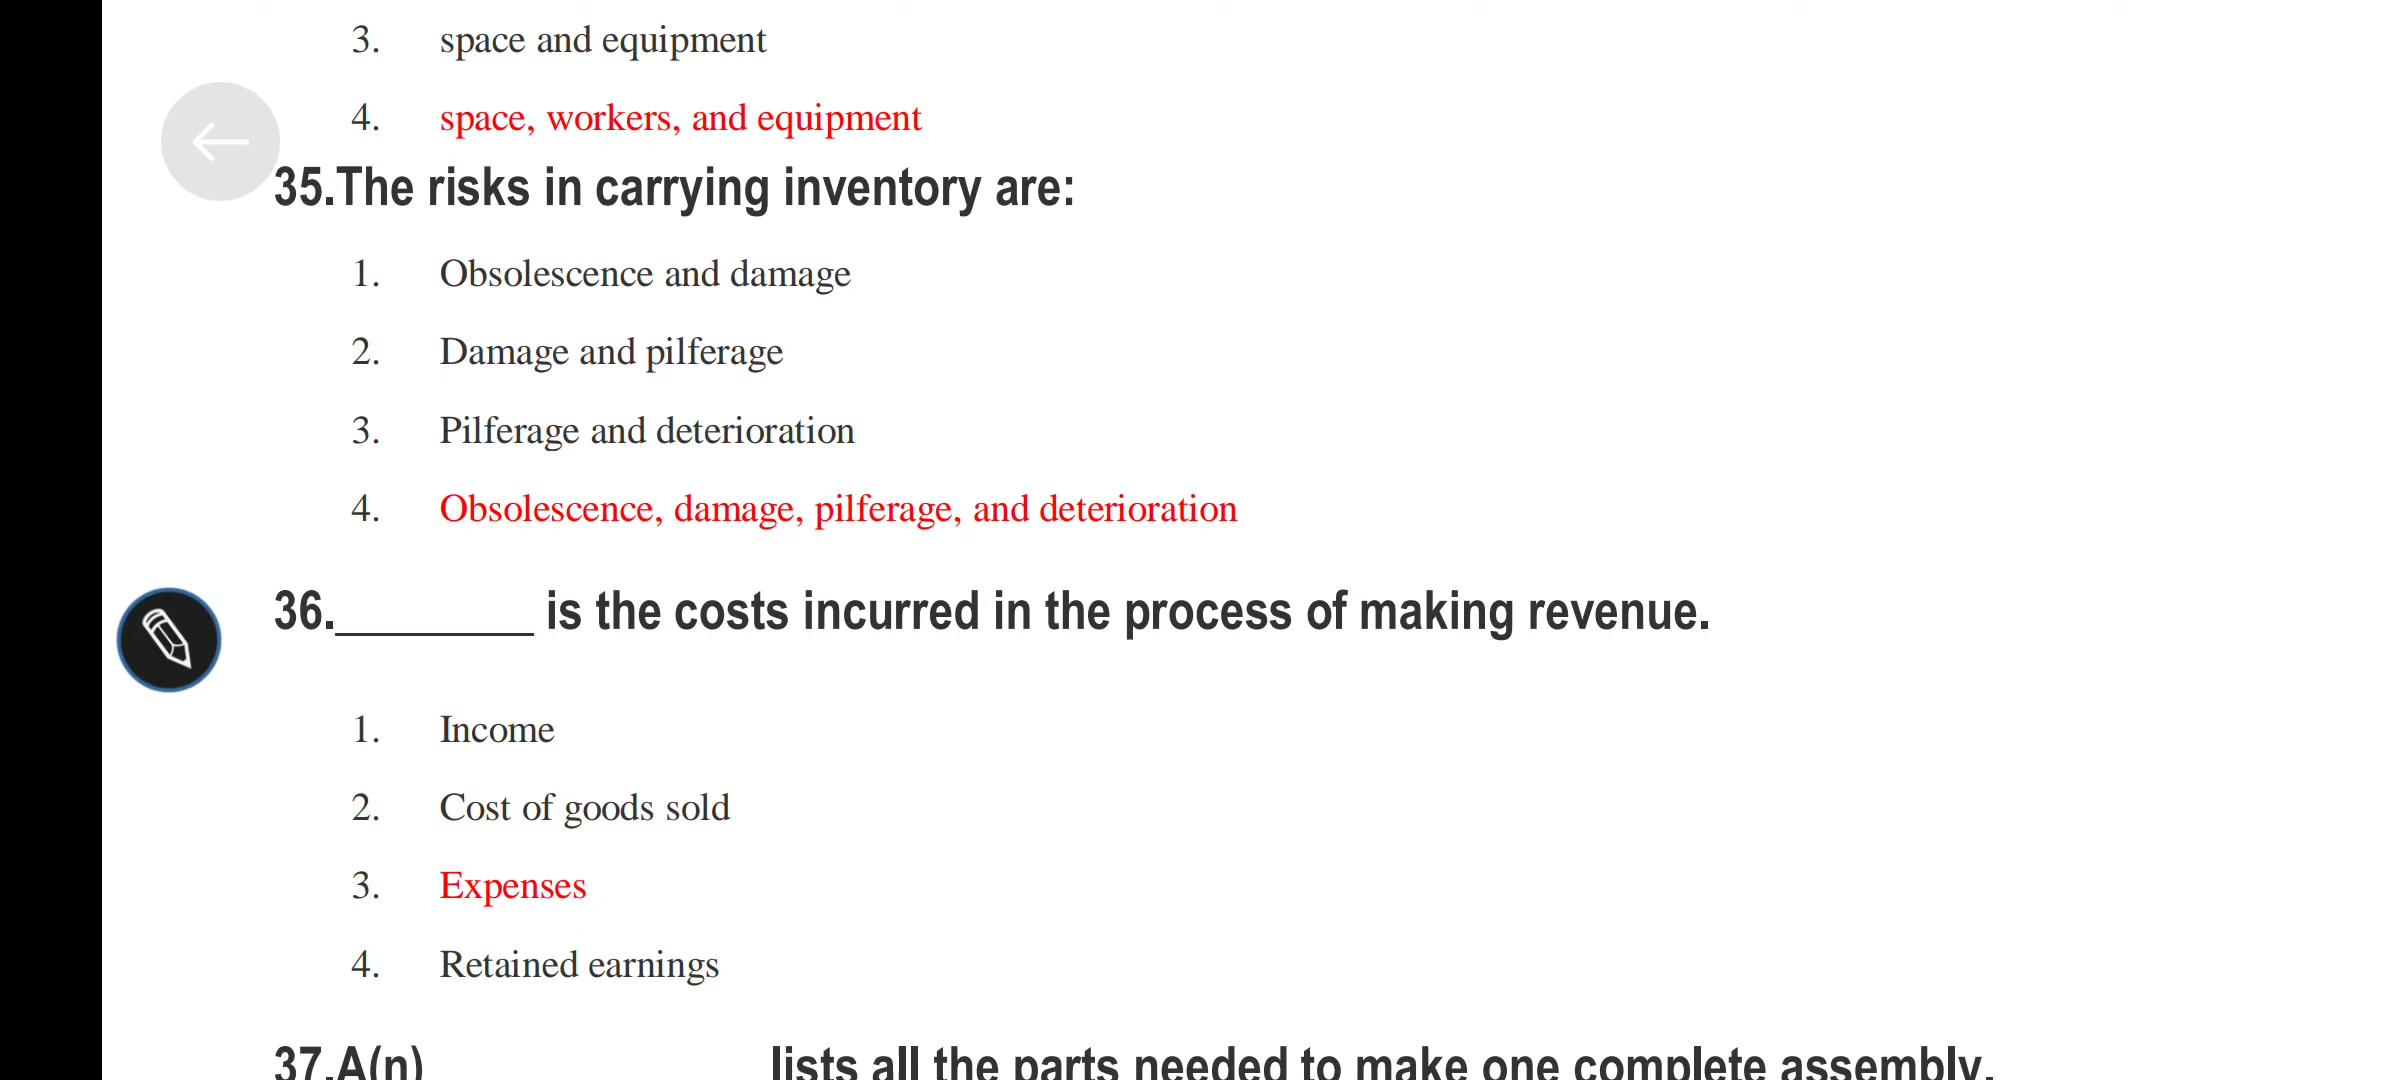 3. space and equipment
4. space, workers, and equipment
35.The risks in carrying inventory are:
1. Obsolescence and damage
2. Damage and pilferage
3. Pilferage and deterioration
4. Obsolescence, damage, pilferage, and deterioration
36.________ is the costs incurred in the process of making revenue.
1. Income
2. Cost of goods sold
3. Expenses
4. Retained earnings
37.A(n) lists all the parts needed to make one complete assembly.